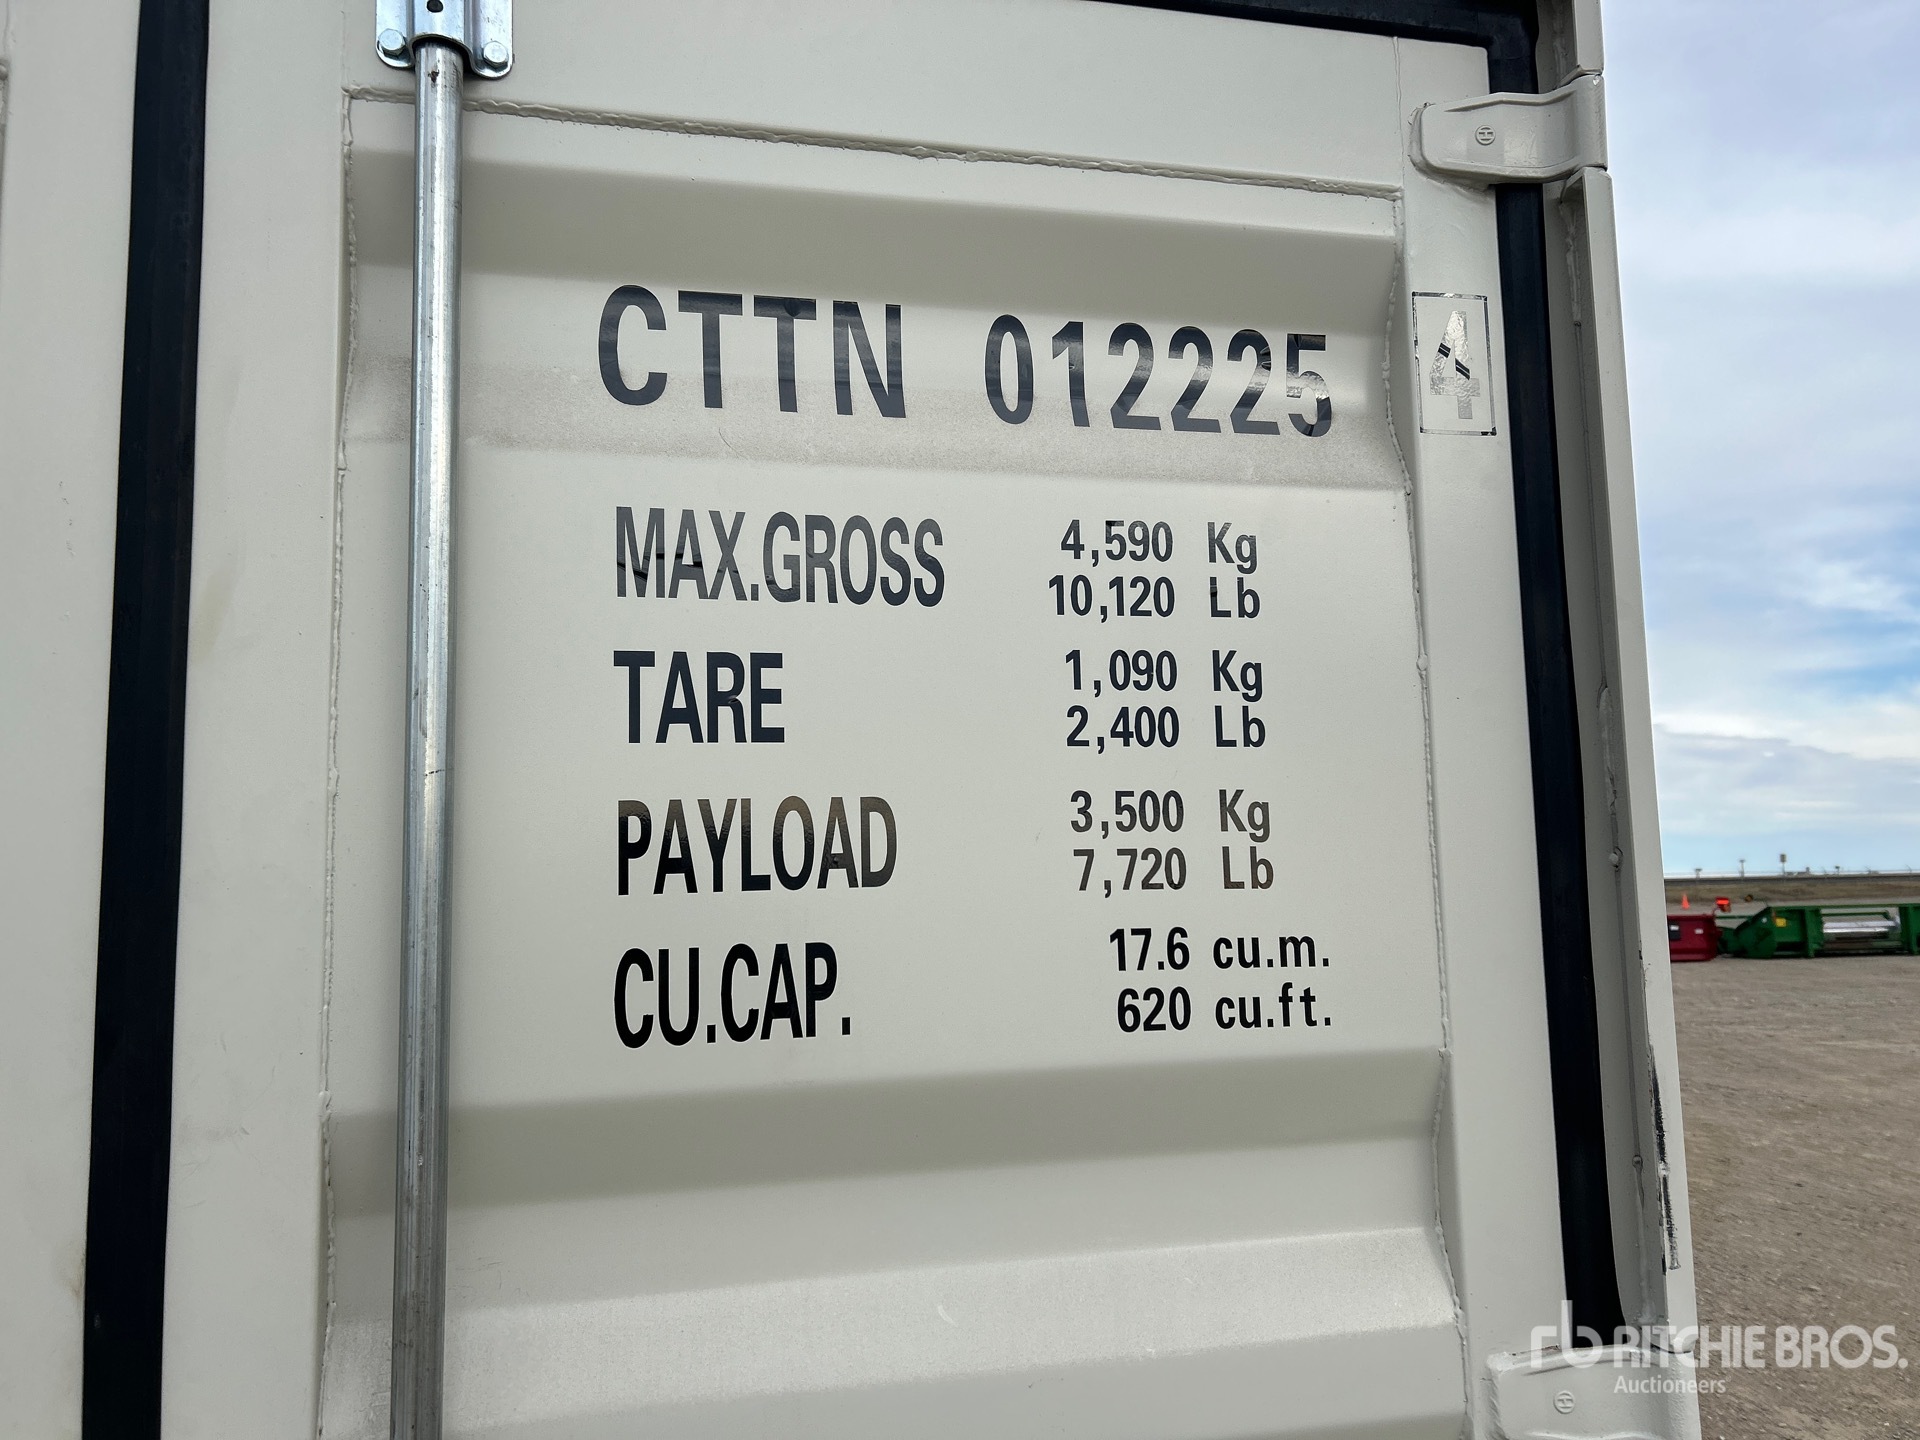 CTTN 012225 4
MAX.GROSS 4,590 Kg
10,120 Lb
TARE 1,090 Kg
2,400 Lb
PAYLOAD 3,500 Kg
7,720 Lb
CU.CAP. 17.6 cu.m.
620 cu.ft.
rb RITCHIE BROS.
Auctioneers